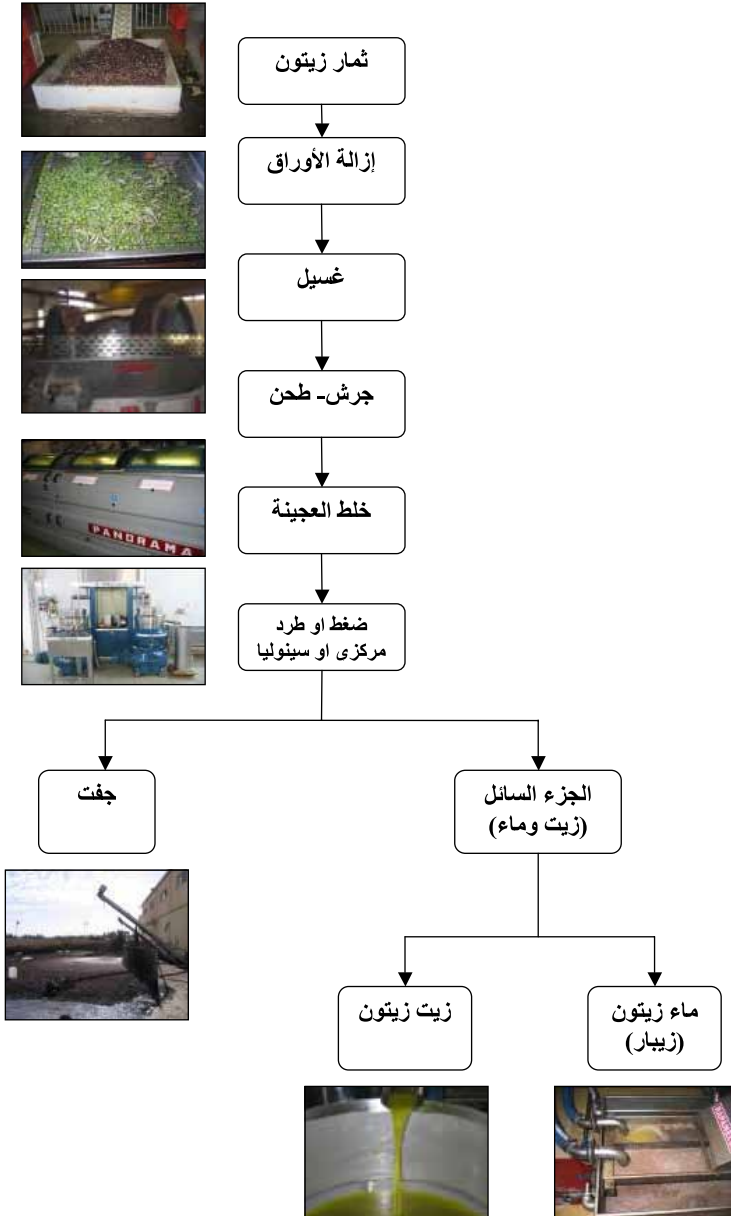 ثمار زيتون
إزالة الأوراق
غسيل
جرش- طحن
خلط العجينة
PANORAMA
ضغط او طرد
مركزى او سينوليا
جفت
الجزء السائل
(زيت وماء)
زيت زيتون
ماء زيتون
(زيبار)